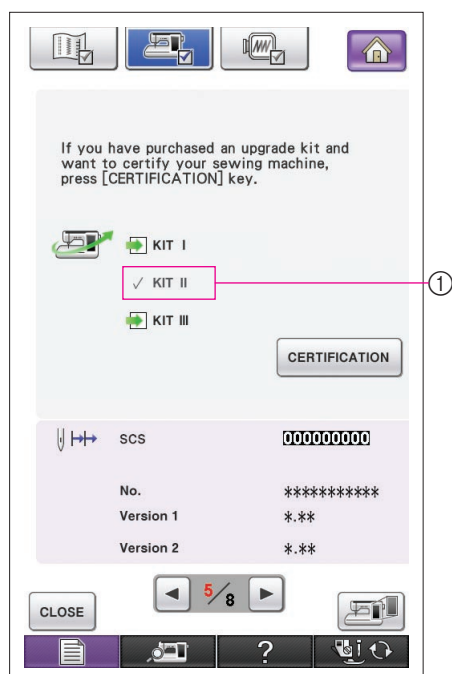 If you have purchased an upgrade kit and
want to certify your sewing machine,
press [CERTIFICATION] key.
KIT I
✓ KIT II
①
KIT III
CERTIFICATION
SCS 000000000
No. ***********
Version 1 *.**
Version 2 *.**
5/8
CLOSE
?